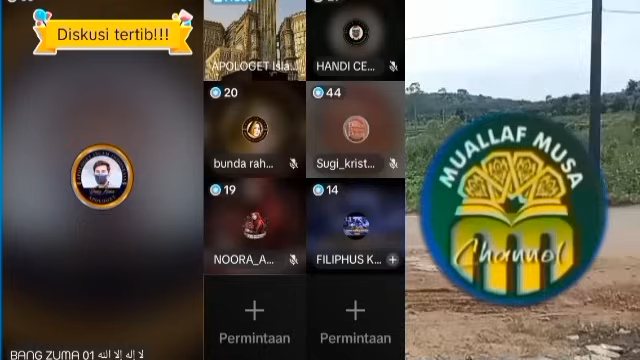 Diskusi tertib!!!
Host
APOLOGET Isla...
HANDI CE...
20
bunda rah...
44
Sugi_krist...
19
NOORA_A...
14
FILIPHUS K...
Permintaan
Permintaan
BANG ZUMA 01 لا إله إلا الله
MUALLAF MUSA
Channel